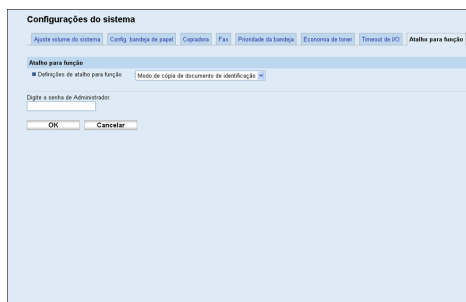 Configurações do sistema
Ajuste volume do sistema Config. bandeja de papel Copiadora Fax Prioridade da bandeja Economia de toner Timeout de I/O Atalho para função
Atalho para função
Definições de atalho para função Modo de cópia de documento de identificação
Digite a senha de Administrador.
OK Cancelar